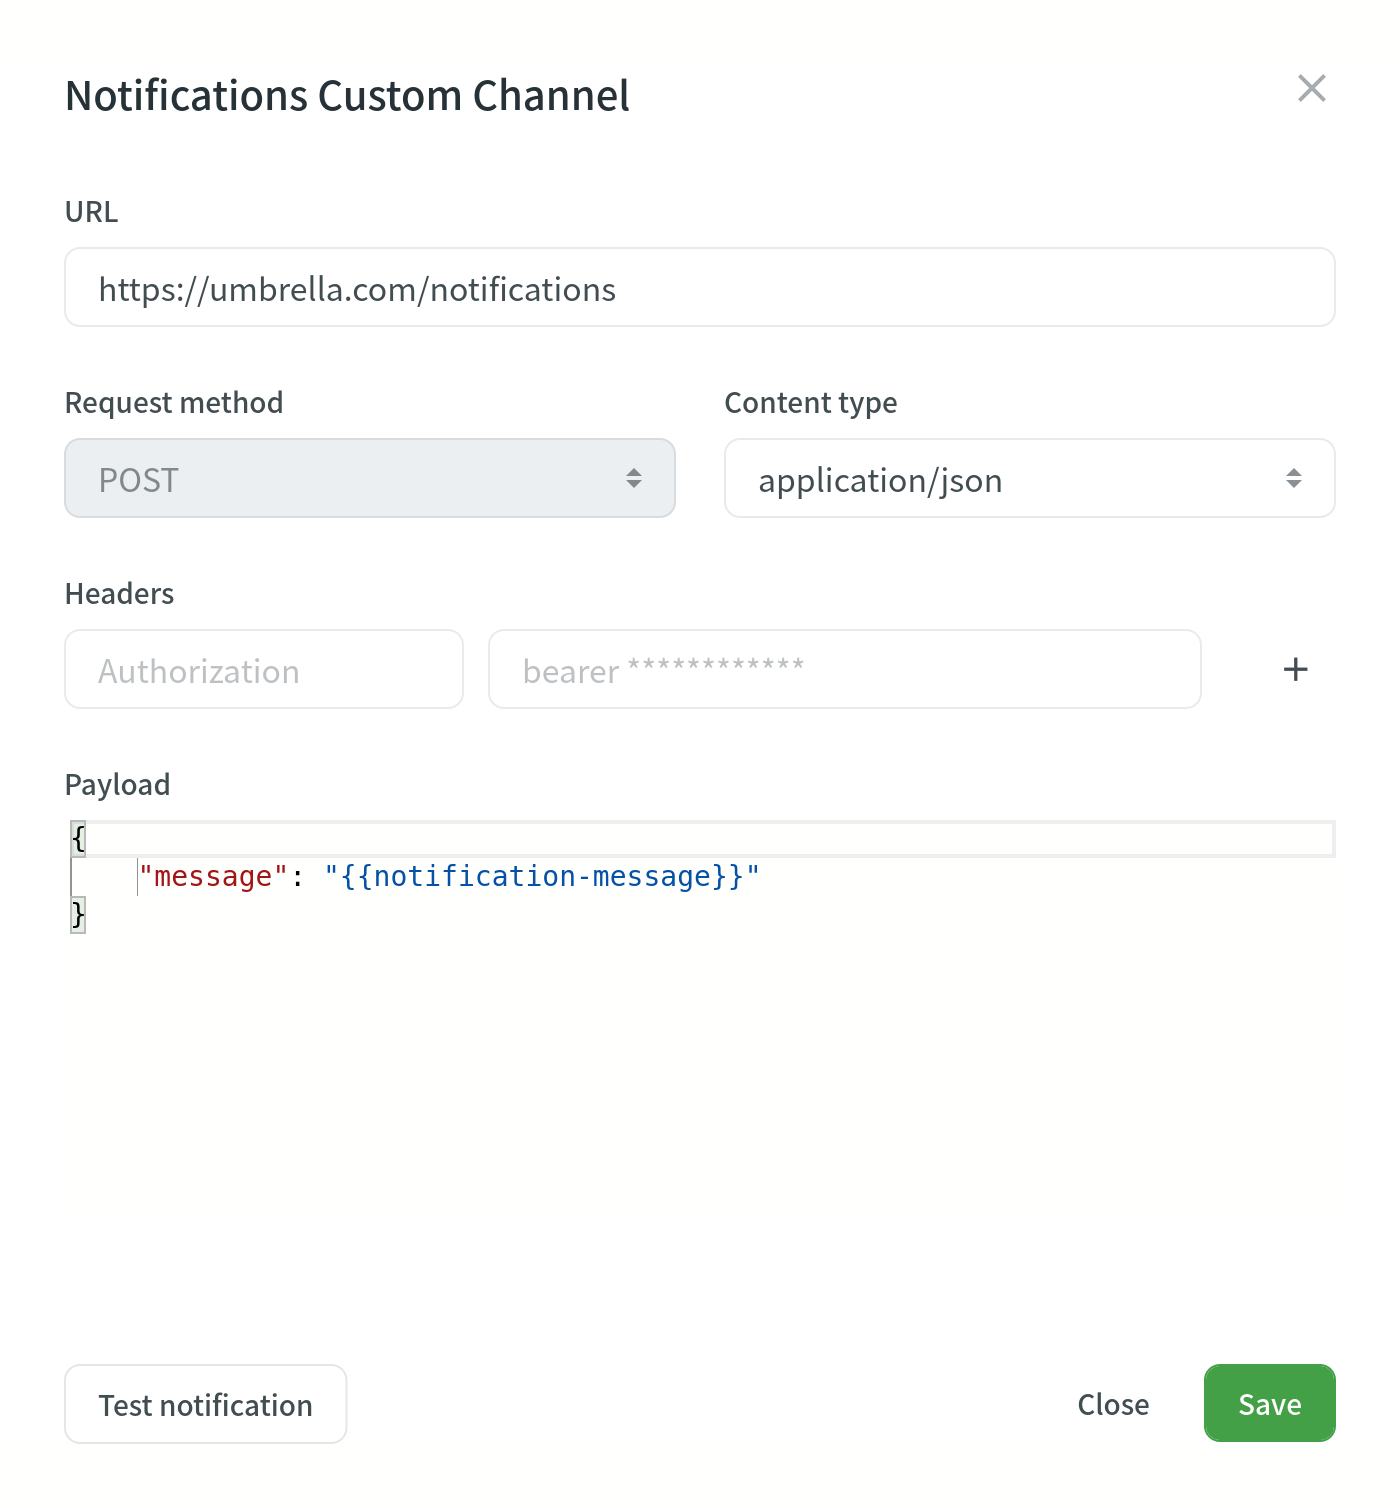 Notifications Custom Channel
URL
https://umbrella.com/notifications
Request method
Content type
POST
application/json
Headers
Authorization
bearer ************
Payload
{
"message": "{{notification-message}}"
}
Test notification
Close
Save